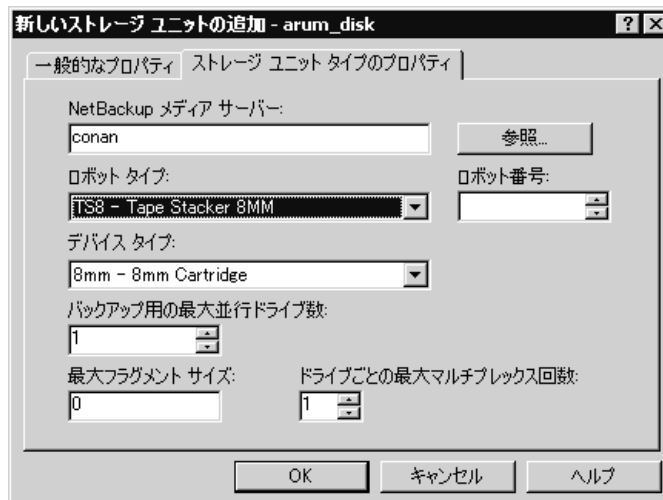 新しいストレージ ユニットの追加 - arum_disk
一般的なプロパティ ストレージ ユニット タイプのプロパティ
NetBackup メディア サーバー:
conan 参照...
ロボット タイプ: ロボット番号:
TS8 - Tape Stacker 8MM
デバイス タイプ:
8mm - 8mm Cartridge
バックアップ用の最大並行ドライブ数:
1
最大フラグメント サイズ: ドライブごとの最大マルチプレックス回数:
0 1
OK キャンセル ヘルプ